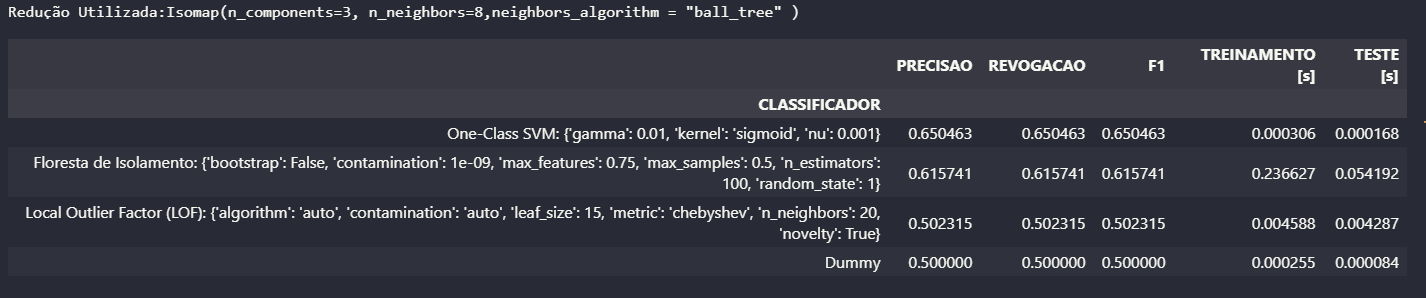 Redução Utilizada:Isomap(n_components=3, n_neighbors=8,neighbors_algorithm = "ball_tree" )
PRECISAO REVOGACAO F1 TREINAMENTO [s] TESTE [s]
CLASSIFICADOR
One-Class SVM: {'gamma': 0.01, 'kernel': 'sigmoid', 'nu': 0.001} 0.650463 0.650463 0.650463 0.000306 0.000168
Floresta de Isolamento: {'bootstrap': False, 'contamination': 1e-09, 'max_features': 0.75, 'max_samples': 0.5, 'n_estimators':
100, 'random_state': 1} 0.615741 0.615741 0.615741 0.236627 0.054192
Local Outlier Factor (LOF): {'algorithm': 'auto', 'contamination': 'auto', 'leaf_size': 15, 'metric': 'chebyshev', 'n_neighbors': 20,
'novelty': True} 0.502315 0.502315 0.502315 0.004588 0.004287
Dummy 0.500000 0.500000 0.500000 0.000255 0.000084